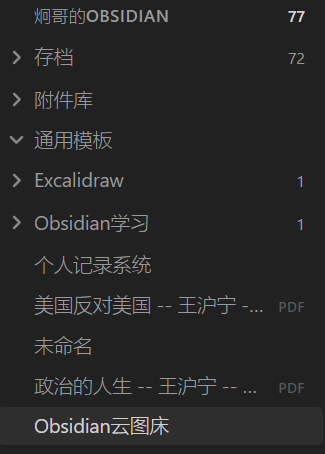 炯哥的OBSIDIAN 77
存档 72
附件库
通用模板
Excalidraw 1
Obsidian学习 1
个人记录系统
美国反对美国 -- 王沪宁 -... PDF
未命名
政治的人生 -- 王沪宁 -- ... PDF
Obsidian云图床